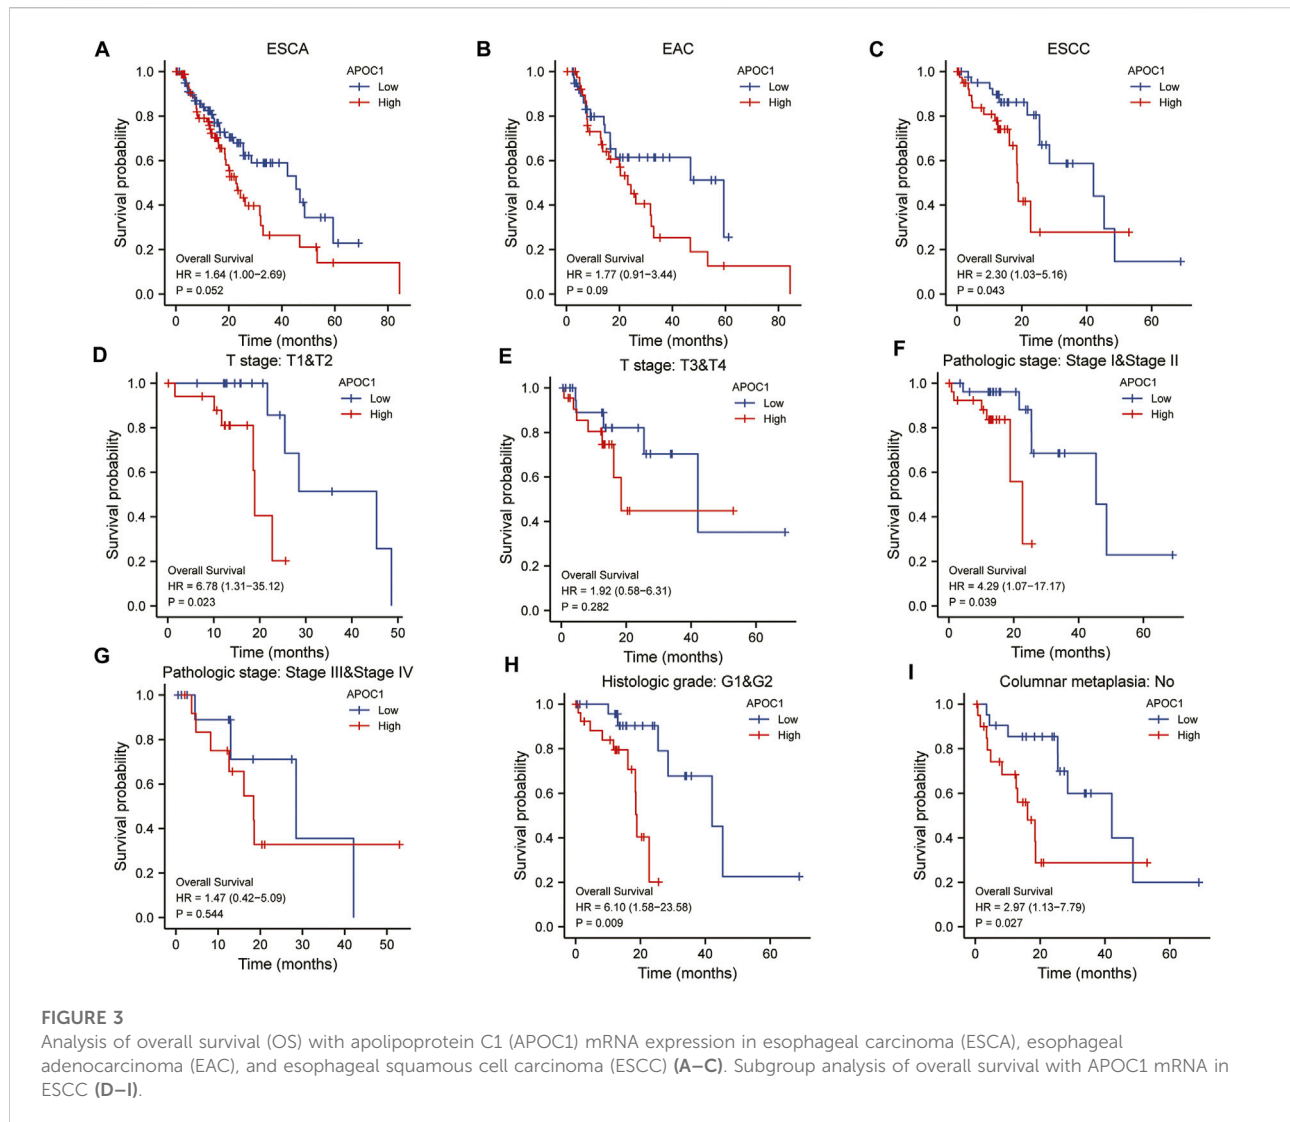 A
ESCA
APOC1
Low
High
Survival probability
1.0
0.8
0.6
0.4
0.2
0.0
Overall Survival
HR = 1.64 (1.00−2.69)
P = 0.052
0 20 40 60 80
Time (months)
B
EAC
APOC1
Low
High
Survival probability
1.0
0.8
0.6
0.4
0.2
0.0
Overall Survival
HR = 1.77 (0.91−3.44)
P = 0.09
0 20 40 60 80
Time (months)
C
ESCC
APOC1
Low
High
Survival probability
1.0
0.8
0.6
0.4
0.2
0.0
Overall Survival
HR = 2.30 (1.03−5.16)
P = 0.043
0 20 40 60
Time (months)
D
T stage: T1&T2
APOC1
Low
High
Survival probability
1.0
0.8
0.6
0.4
0.2
0.0
Overall Survival
HR = 6.78 (1.31−35.12)
P = 0.023
0 10 20 30 40 50
Time (months)
E
T stage: T3&T4
APOC1
Low
High
Survival probability
1.0
0.8
0.6
0.4
0.2
0.0
Overall Survival
HR = 1.92 (0.58−6.31)
P = 0.282
0 20 40 60
Time (months)
F
Pathologic stage: Stage I&Stage II
APOC1
Low
High
Survival probability
1.0
0.8
0.6
0.4
0.2
0.0
Overall Survival
HR = 4.29 (1.07−17.17)
P = 0.039
0 20 40 60
Time (months)
G
Pathologic stage: Stage III&Stage IV
APOC1
Low
High
Survival probability
1.0
0.8
0.6
0.4
0.2
0.0
Overall Survival
HR = 1.47 (0.42−5.09)
P = 0.544
0 20 40 60
Time (months)
H
Histologic grade: G1&G2
APOC1
Low
High
Survival probability
1.0
0.8
0.6
0.4
0.2
0.0
Overall Survival
HR = 6.10 (1.58−23.58)
P = 0.009
0 20 40 60
Time (months)
I
Columnar metaplasia: No
APOC1
Low
High
Survival probability
1.0
0.8
0.6
0.4
0.2
0.0
Overall Survival
HR = 2.97 (1.13−7.79)
P = 0.027
0 20 40 60
Time (months)
FIGURE 3
Analysis of overall survival (OS) with apolipoprotein C1 (APOC1) mRNA expression in esophageal carcinoma (ESCA), esophageal
adenocarcinoma (EAC), and esophageal squamous cell carcinoma (ESCC) (A–C). Subgroup analysis of overall survival with APOC1 mRNA in
ESCC (D–I).